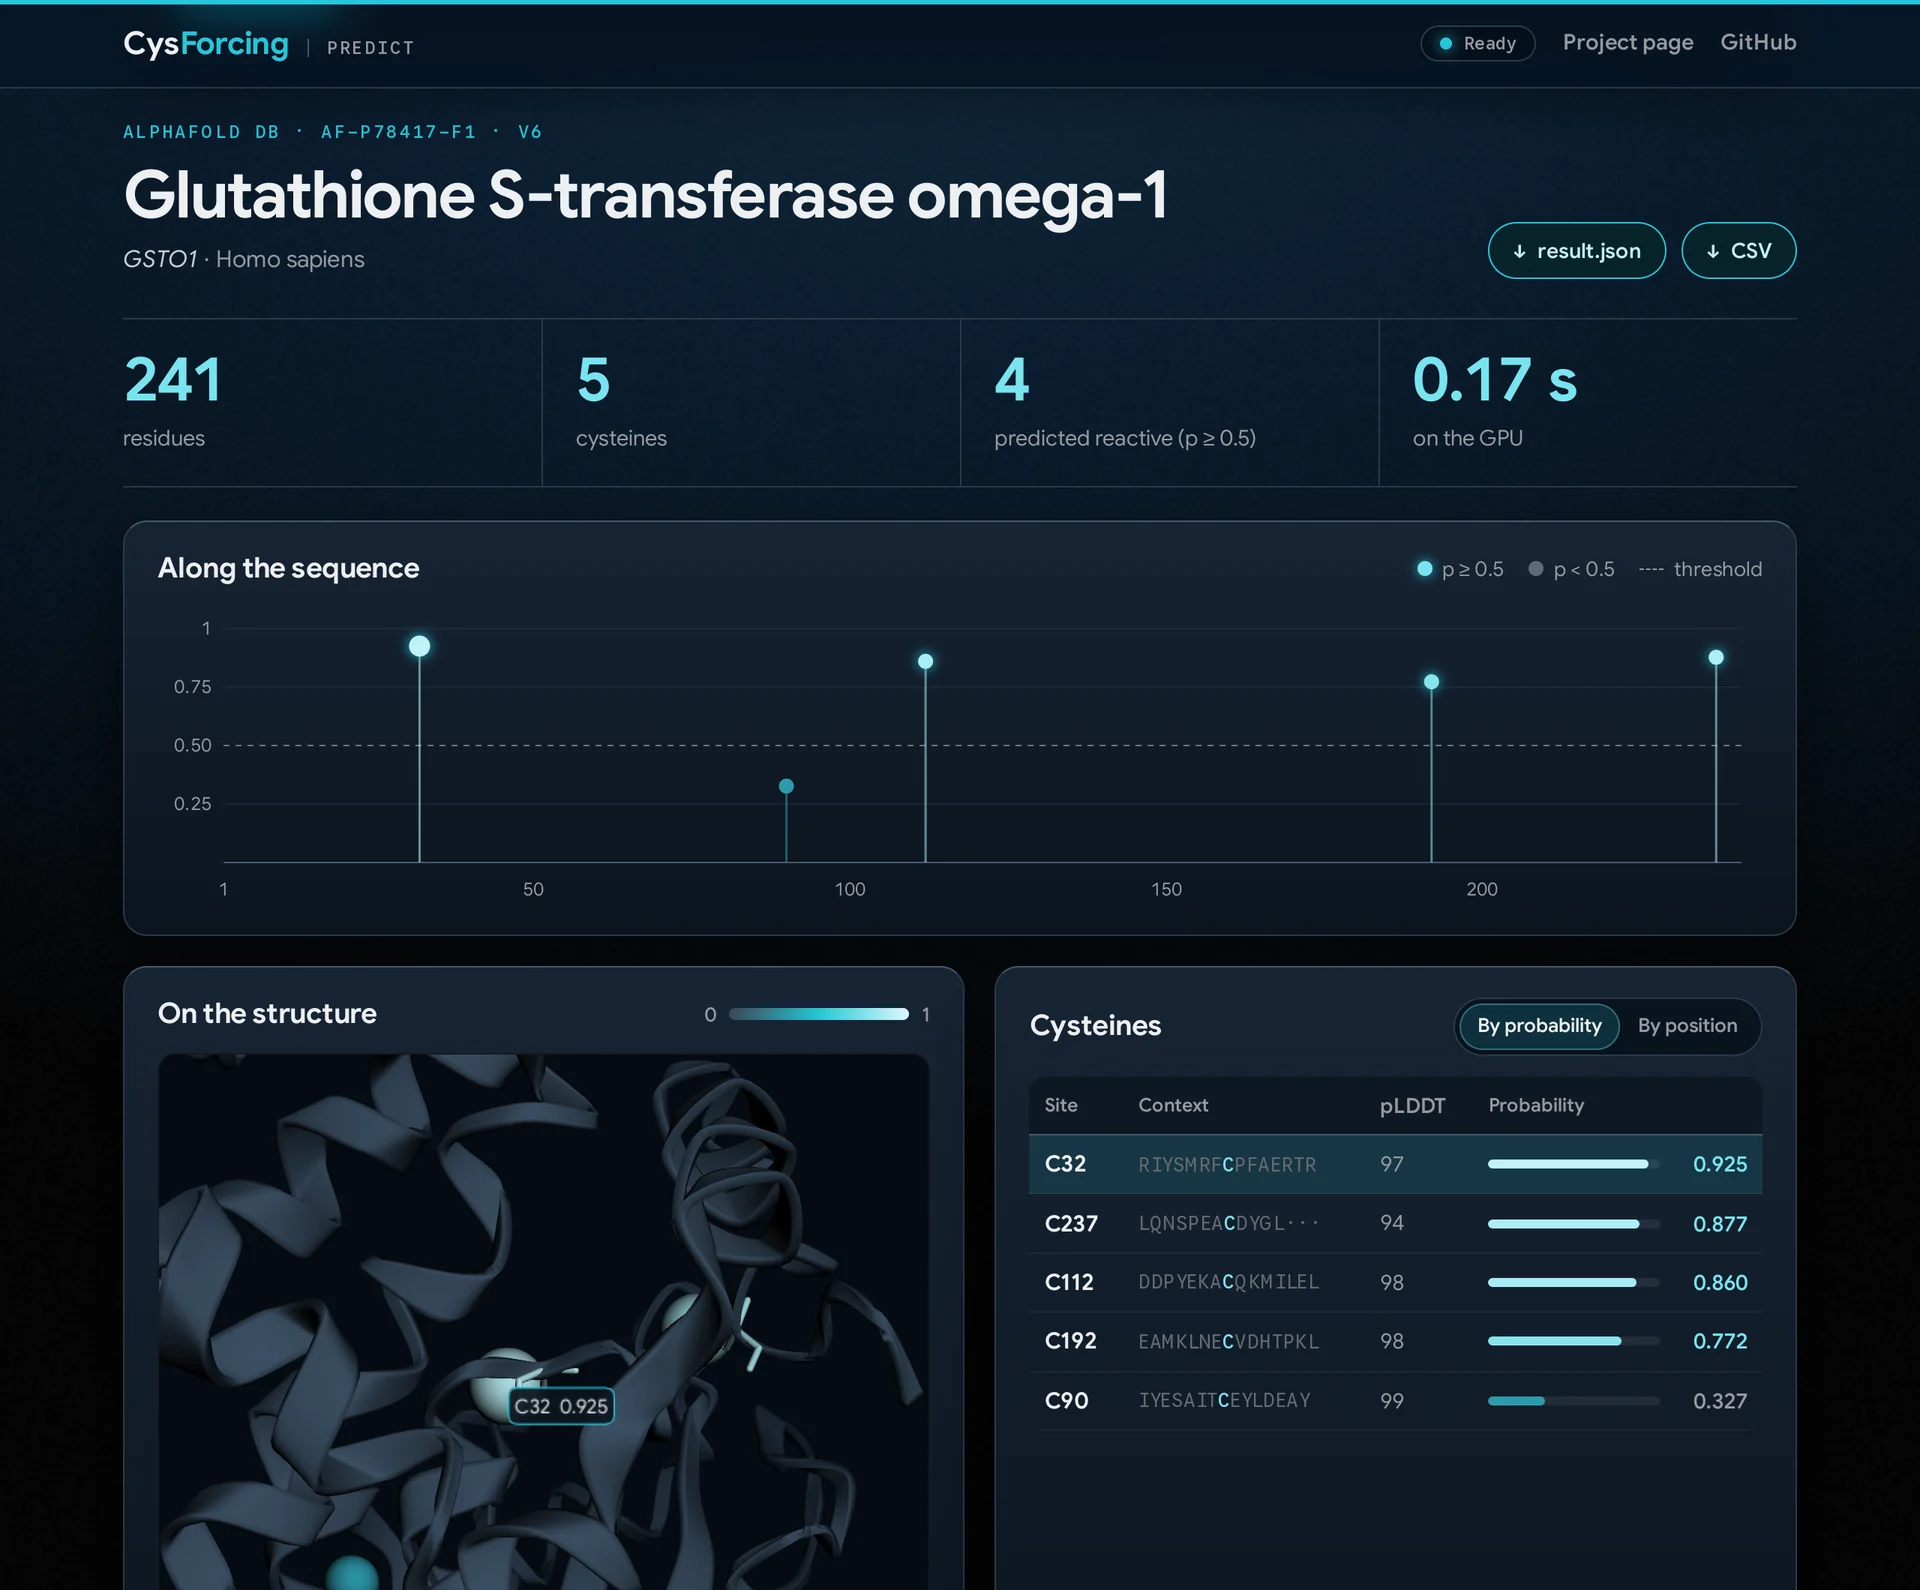 CysForcing | PREDICT
Ready
Project page
GitHub
ALPHAFOLD DB · AF-P78417-F1 · V6
Glutathione S-transferase omega-1
GSTO1 · Homo sapiens
↓ result.json
↓ CSV
241
residues
5
cysteines
4
predicted reactive (p ≥ 0.5)
0.17 s
on the GPU
Along the sequence
p ≥ 0.5
p < 0.5
---- threshold
1
0.75
0.50
0.25
1 50 100 150 200
On the structure
0 1
C32 0.925
Cysteines
By probability
By position
Site Context pLDDT Probability
C32 RIYSMRFCPFAERTR 97 0.925
C237 LQNSPEACDYGL··· 94 0.877
C112 DDPYEKACQKMILEL 98 0.860
C192 EAMKLNECVDHTPKL 98 0.772
C90 IYESAITCEYLDEAY 99 0.327